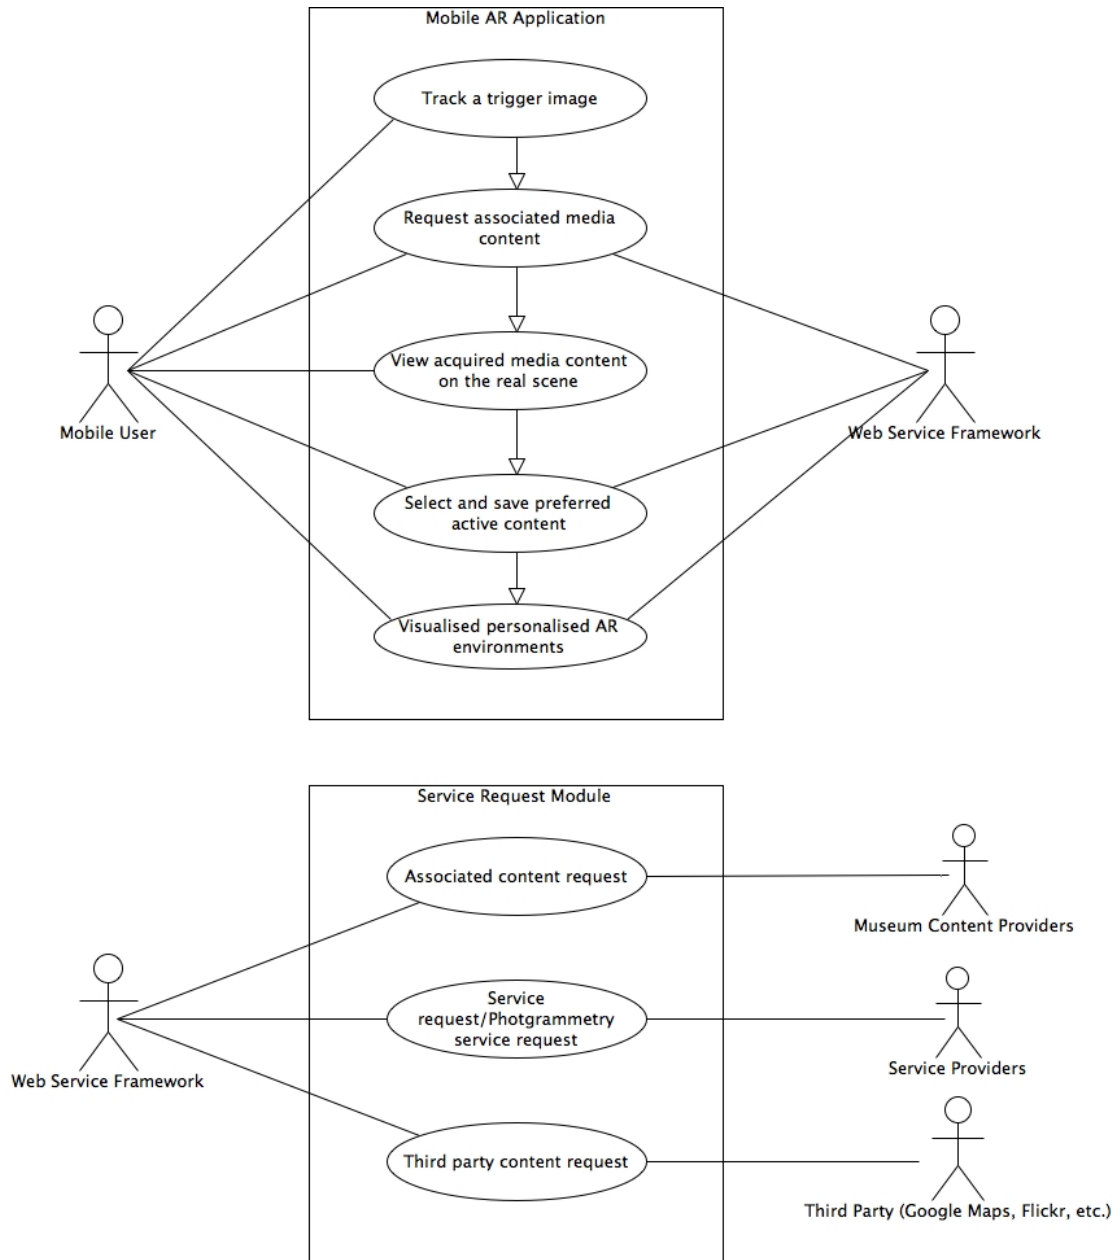 Mobile AR Application
Track a trigger image
Request associated media
content
View acquired media content
on the real scene
Mobile User
Web Service Framework
Select and save preferred
active content
Visualised personalised AR
environments
Service Request Module
Associated content request
Museum Content Providers
Service
request/Photgrammetry
service request
Service Providers
Web Service Framework
Third party content request
Third Party (Google Maps, Flickr, etc.)